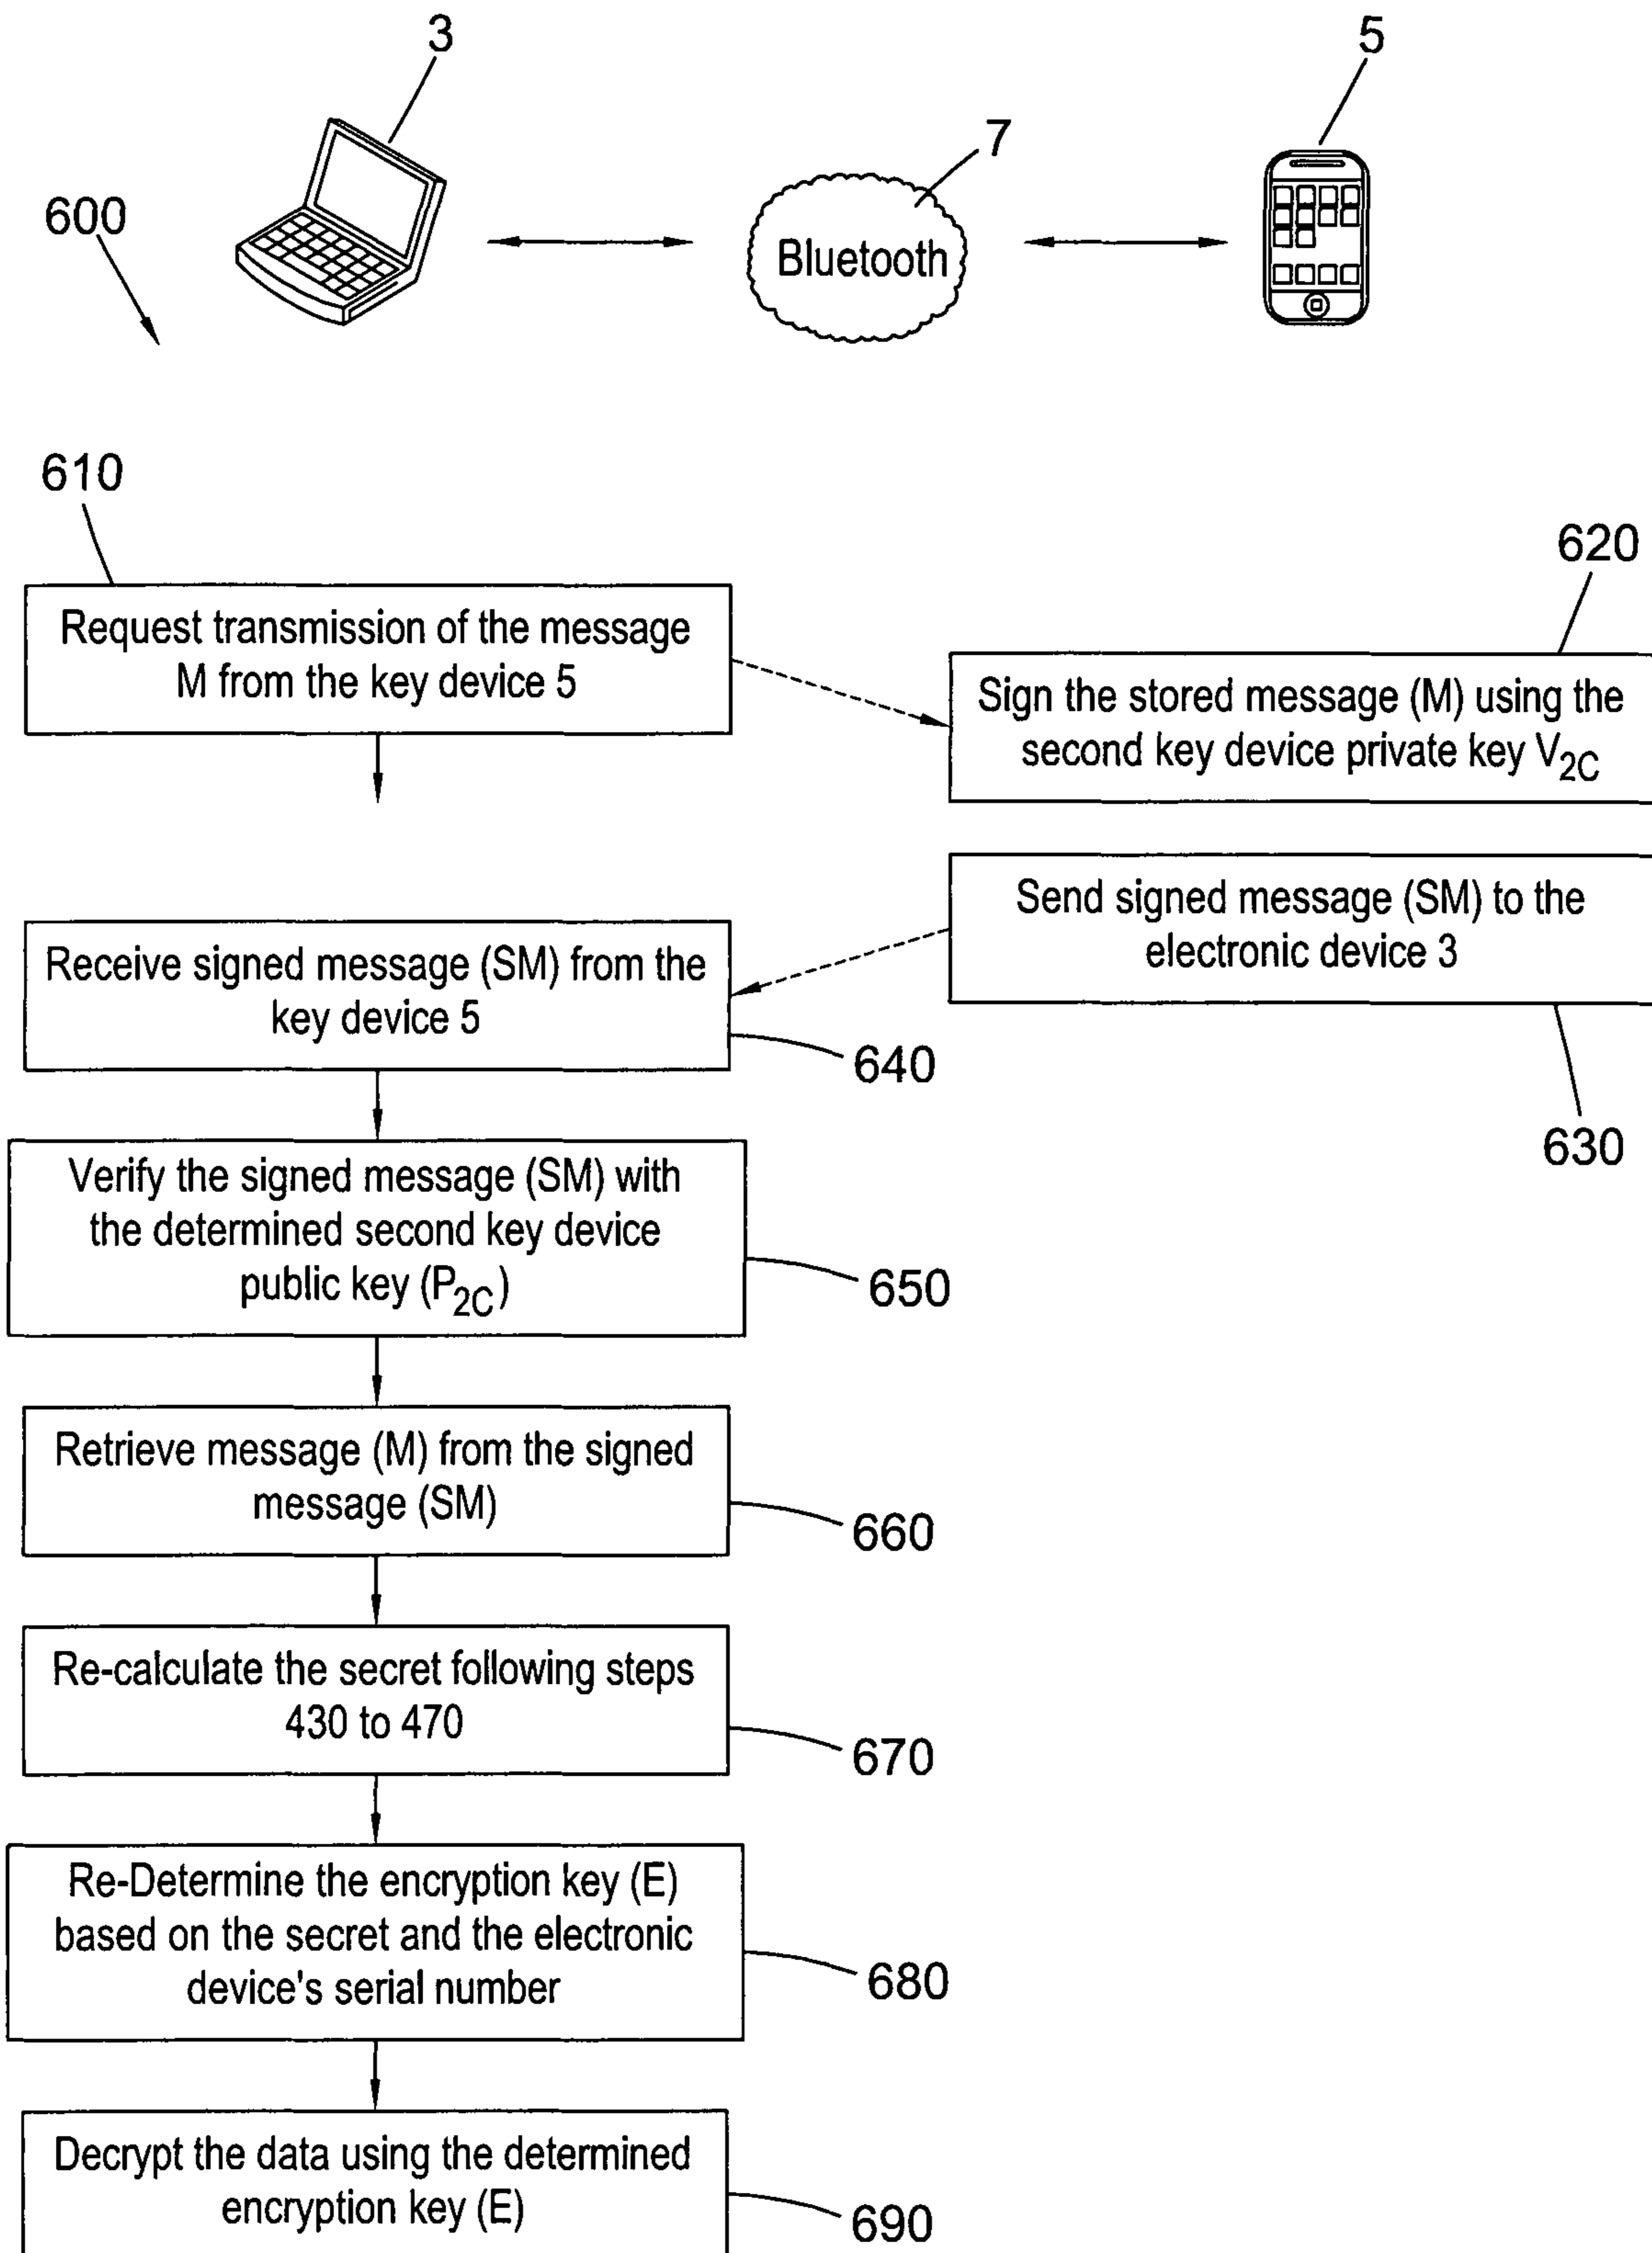 3
5
7
600
Bluetooth
610
620
Request transmission of the message
M from the key device 5
Sign the stored message (M) using the
second key device private key V2C
Send signed message (SM) to the
electronic device 3
Receive signed message (SM) from the
key device 5
640
630
Verify the signed message (SM) with
the determined second key device
public key (P2C)
650
Retrieve message (M) from the signed
message (SM)
660
Re-calculate the secret following steps
430 to 470
670
Re-Determine the encryption key (E)
based on the secret and the electronic
device's serial number
680
Decrypt the data using the determined
encryption key (E)
690